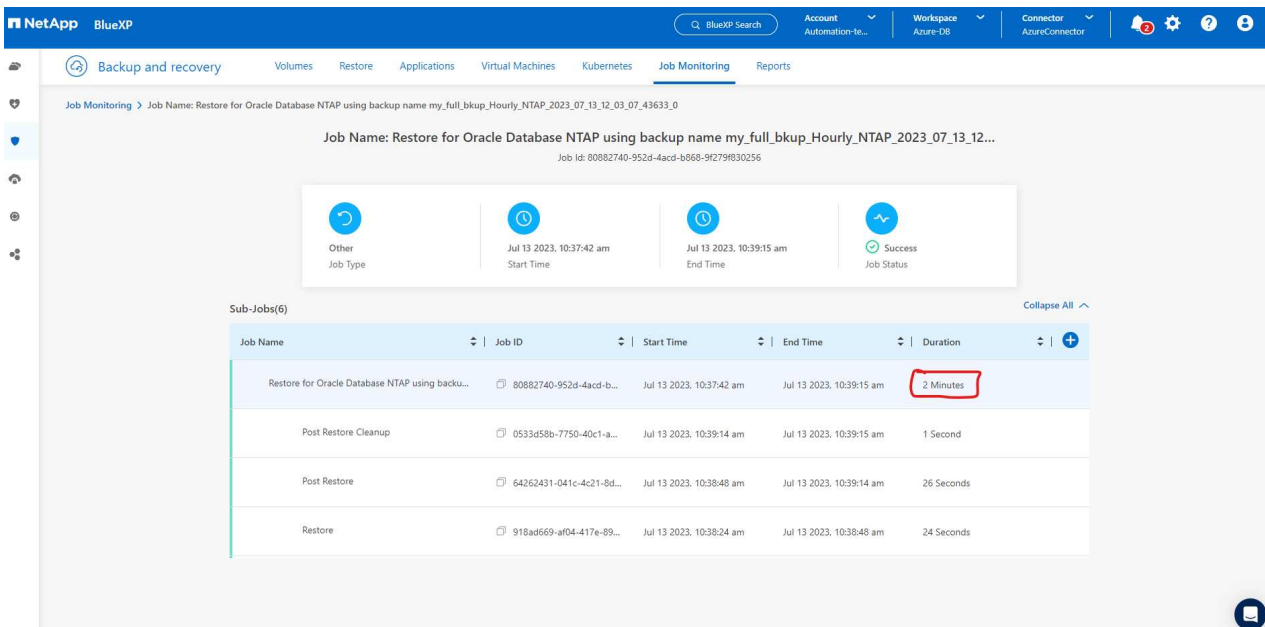 NetApp BlueXP
BlueXP Search
Account
Automation-te...
Workspace
Azure-DB
Connector
AzureConnector
2
Backup and recovery
Volumes
Restore
Applications
Virtual Machines
Kubernetes
Job Monitoring
Reports
Job Monitoring > Job Name: Restore for Oracle Database NTAP using backup name my_full_bkup_Hourly_NTAP_2023_07_13_12_03_07_43633_0
Job Name: Restore for Oracle Database NTAP using backup name my_full_bkup_Hourly_NTAP_2023_07_13_12...
Job Id: 80882740-952d-4acd-b868-9f279f830256
Other
Job Type
Jul 13 2023, 10:37:42 am
Start Time
Jul 13 2023, 10:39:15 am
End Time
Success
Job Status
Sub-Jobs(6)
Collapse All
Job Name Job ID Start Time End Time Duration
Restore for Oracle Database NTAP using backu... 80882740-952d-4acd-b... Jul 13 2023, 10:37:42 am Jul 13 2023, 10:39:15 am 2 Minutes
Post Restore Cleanup 0533d58b-7750-40c1-a... Jul 13 2023, 10:39:14 am Jul 13 2023, 10:39:15 am 1 Second
Post Restore 64262431-041c-4c21-8d... Jul 13 2023, 10:38:48 am Jul 13 2023, 10:39:14 am 26 Seconds
Restore 918ad669-af04-417e-89... Jul 13 2023, 10:38:24 am Jul 13 2023, 10:38:48 am 24 Seconds